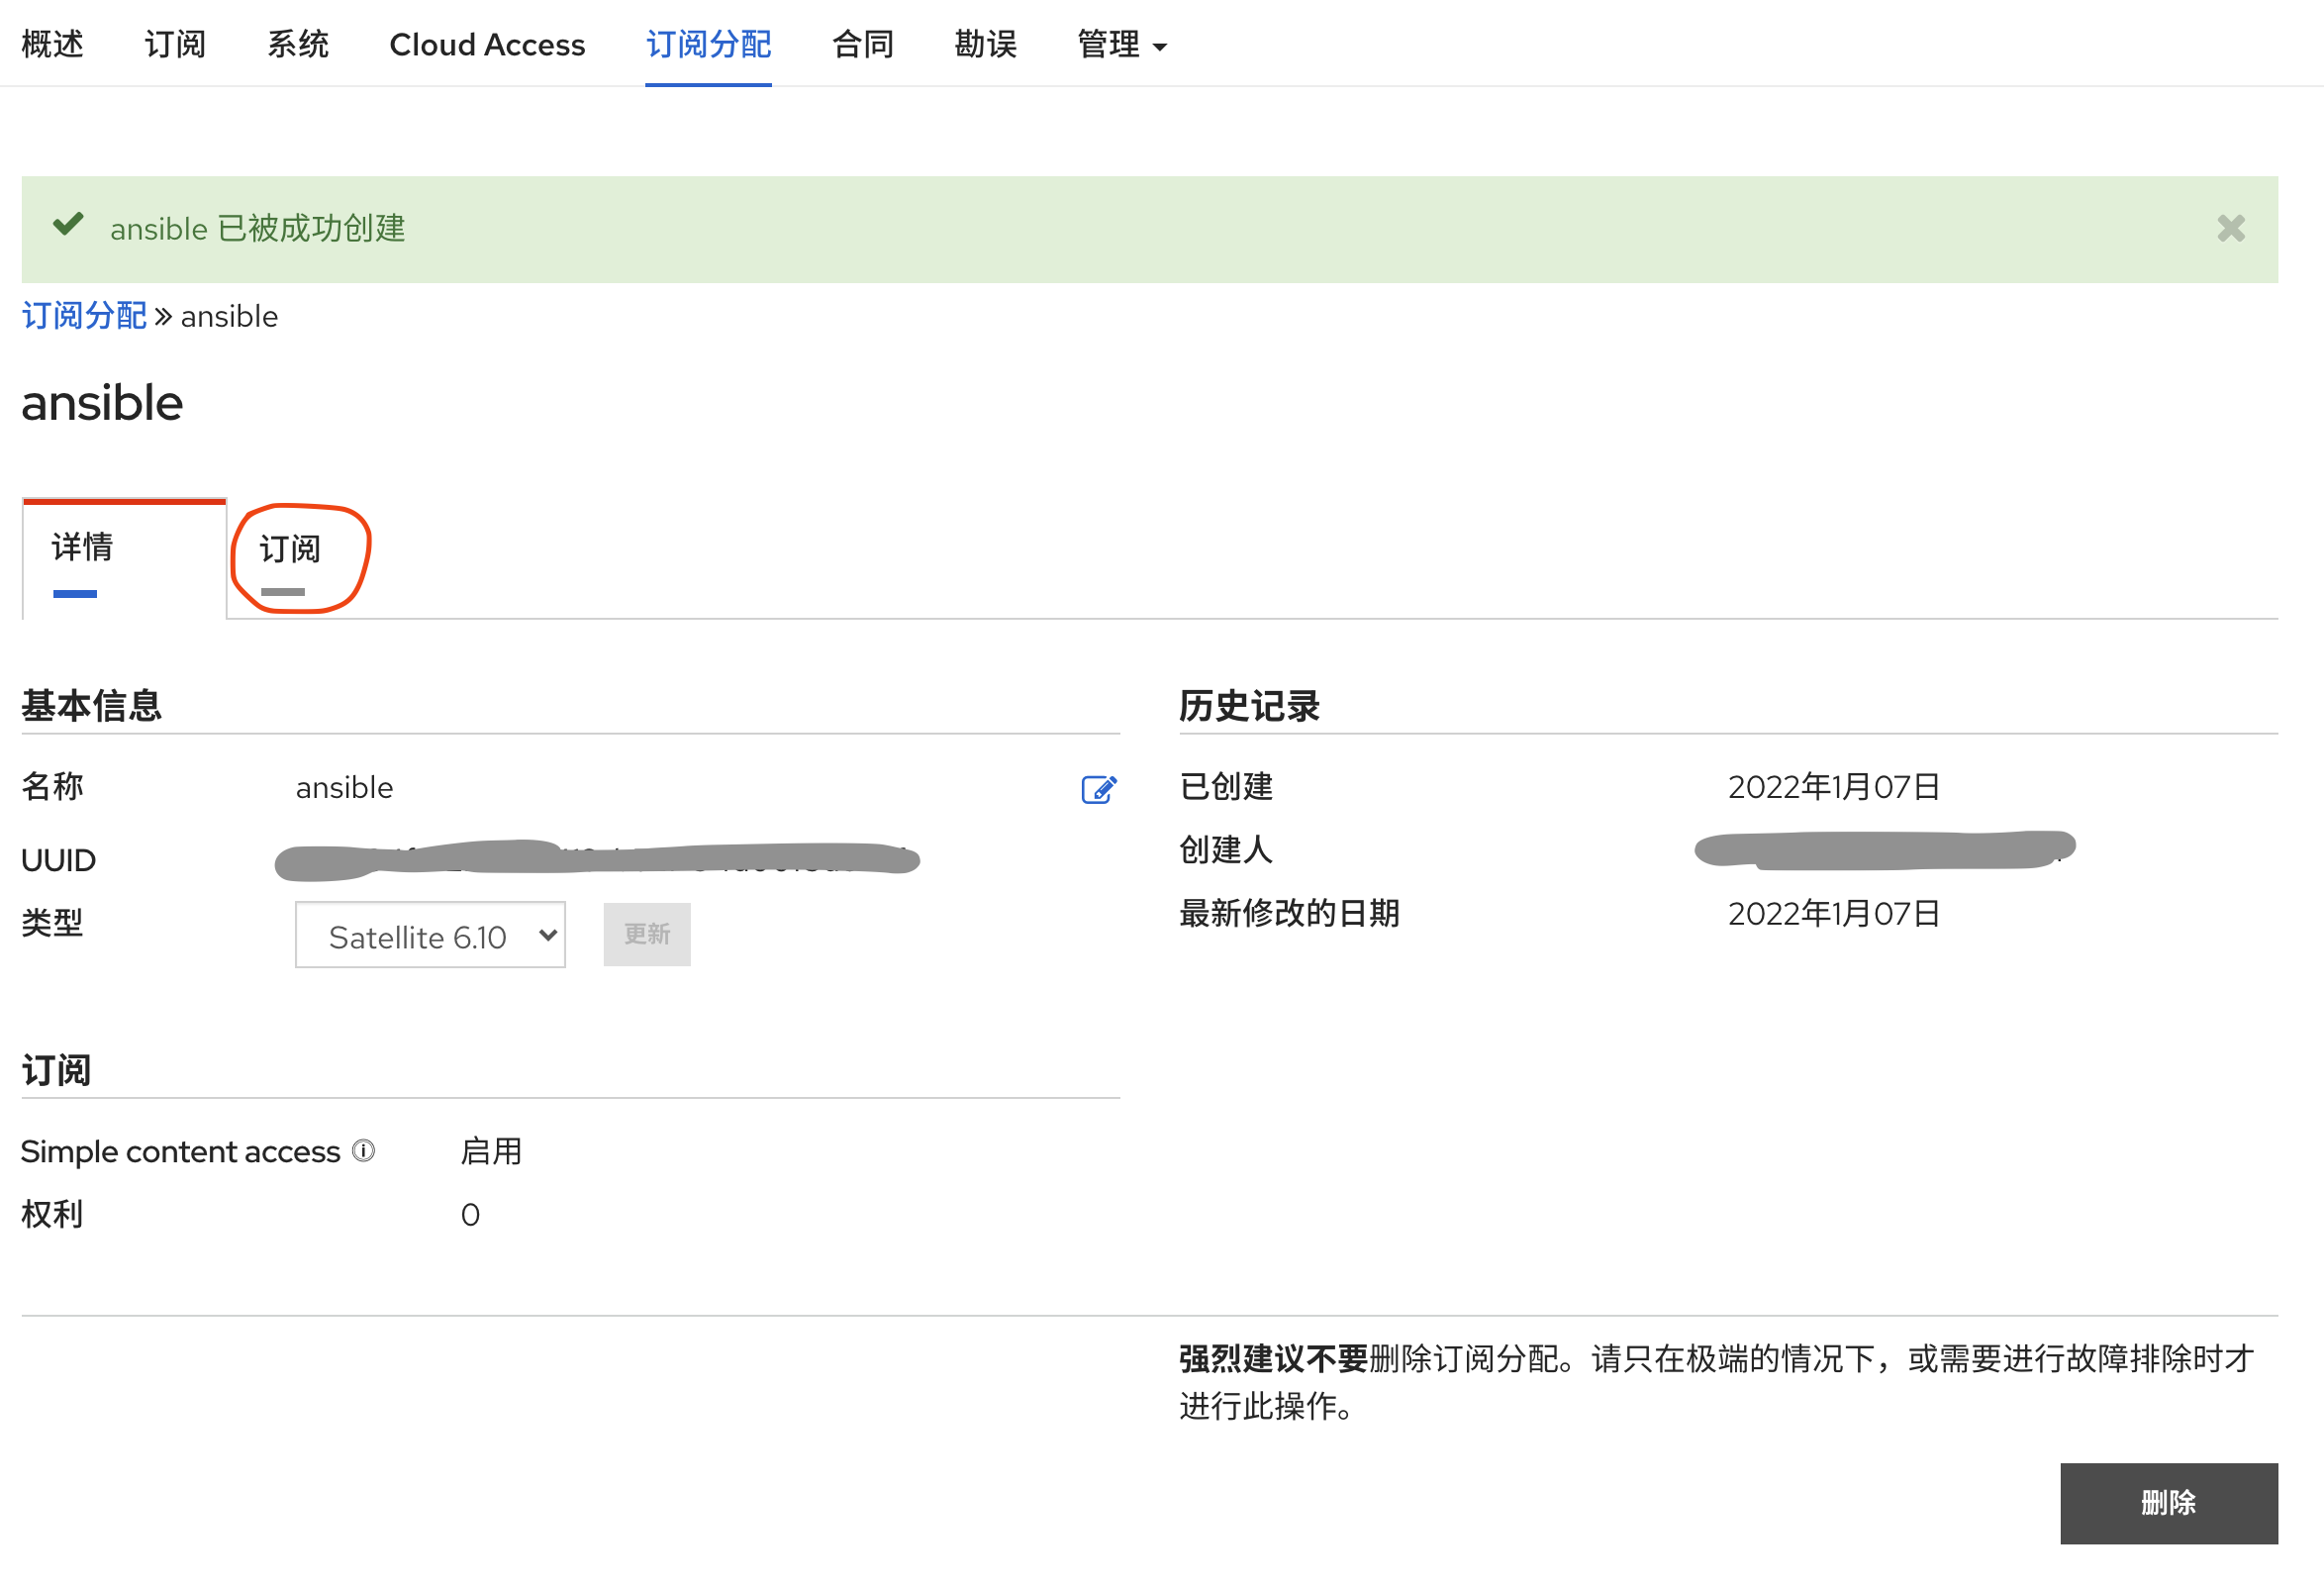 概述 订阅 系统 Cloud Access 订阅分配 合同 勘误 管理
ansible 已被成功创建
订阅分配 » ansible
ansible
详情 订阅
基本信息 历史记录
名称 ansible 已创建 2022年1月07日
UUID 创建人
类型 Satellite 6.10 更新 最新修改的日期 2022年1月07日
订阅
Simple content access 启用
权利 0
强烈建议不要删除订阅分配。请只在极端的情况下，或需要进行故障排除时才
进行此操作。
删除